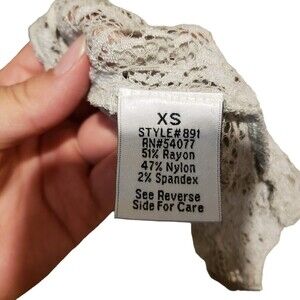 XS
STYLE#891
RN#54077
51% Rayon
47% Nylon
2% Spandex
See Reverse
Side For Care